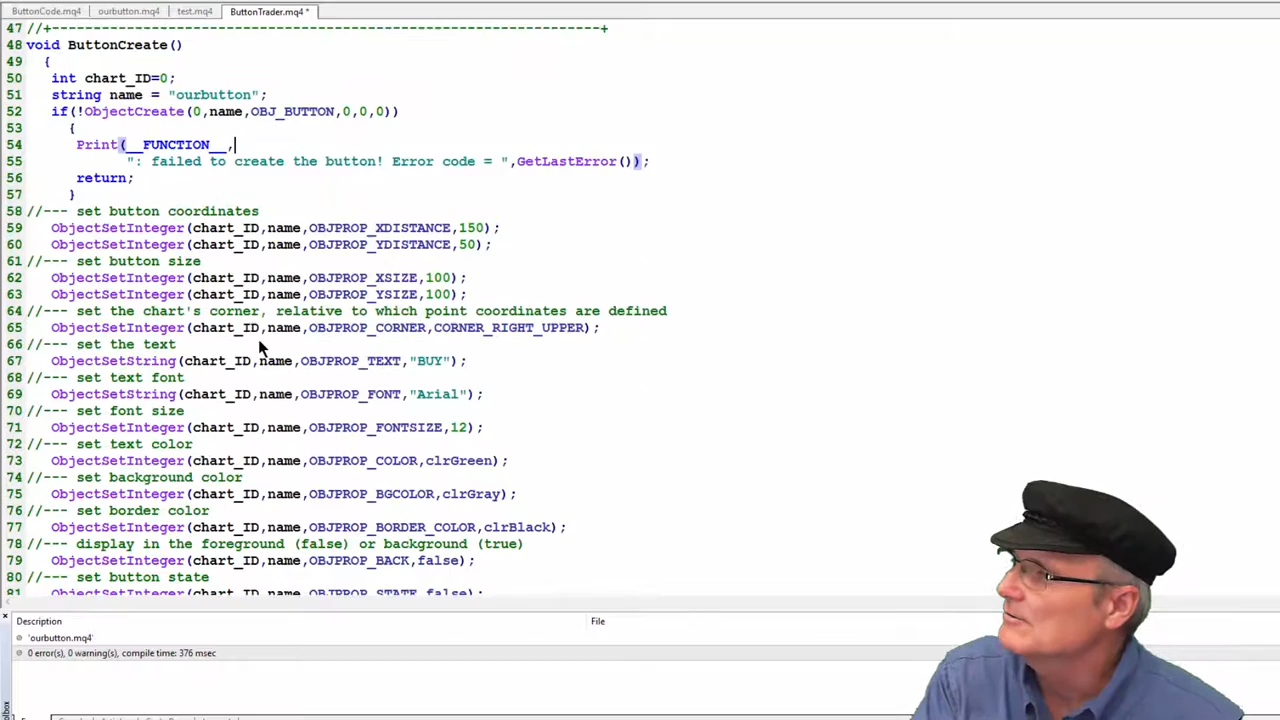 ButtonCode.mq4 ourbutton.mq4 test.mq4 ButtonTrader.mq4 *
47 //+------------------------------------------------------------------+
48 void ButtonCreate()
49 {
50 int chart_ID=0;
51 string name = "ourbutton";
52 if(!ObjectCreate(0,name,OBJ_BUTTON,0,0,0))
53 {
54 Print(__FUNCTION__,
55 ": failed to create the button! Error code = ",GetLastError());
56 return;
57 }
58 //--- set button coordinates
59 ObjectSetInteger(chart_ID,name,OBJPROP_XDISTANCE,150);
60 ObjectSetInteger(chart_ID,name,OBJPROP_YDISTANCE,50);
61 //--- set button size
62 ObjectSetInteger(chart_ID,name,OBJPROP_XSIZE,100);
63 ObjectSetInteger(chart_ID,name,OBJPROP_YSIZE,100);
64 //--- set the chart's corner, relative to which point coordinates are defined
65 ObjectSetInteger(chart_ID,name,OBJPROP_CORNER,CORNER_RIGHT_UPPER);
66 //--- set the text
67 ObjectSetString(chart_ID,name,OBJPROP_TEXT,"BUY");
68 //--- set text font
69 ObjectSetString(chart_ID,name,OBJPROP_FONT,"Arial");
70 //--- set font size
71 ObjectSetInteger(chart_ID,name,OBJPROP_FONTSIZE,12);
72 //--- set text color
73 ObjectSetInteger(chart_ID,name,OBJPROP_COLOR,clrGreen);
74 //--- set background color
75 ObjectSetInteger(chart_ID,name,OBJPROP_BGCOLOR,clrGray);
76 //--- set border color
77 ObjectSetInteger(chart_ID,name,OBJPROP_BORDER_COLOR,clrBlack);
78 //--- display in the foreground (false) or background (true)
79 ObjectSetInteger(chart_ID,name,OBJPROP_BACK,false);
80 //--- set button state
81 ObjectSetInteger(chart_ID,name,OBJPROP_STATE,false);
Description File
'ourbutton.mq4'
0 error(s), 0 warning(s), compile time: 376 msec